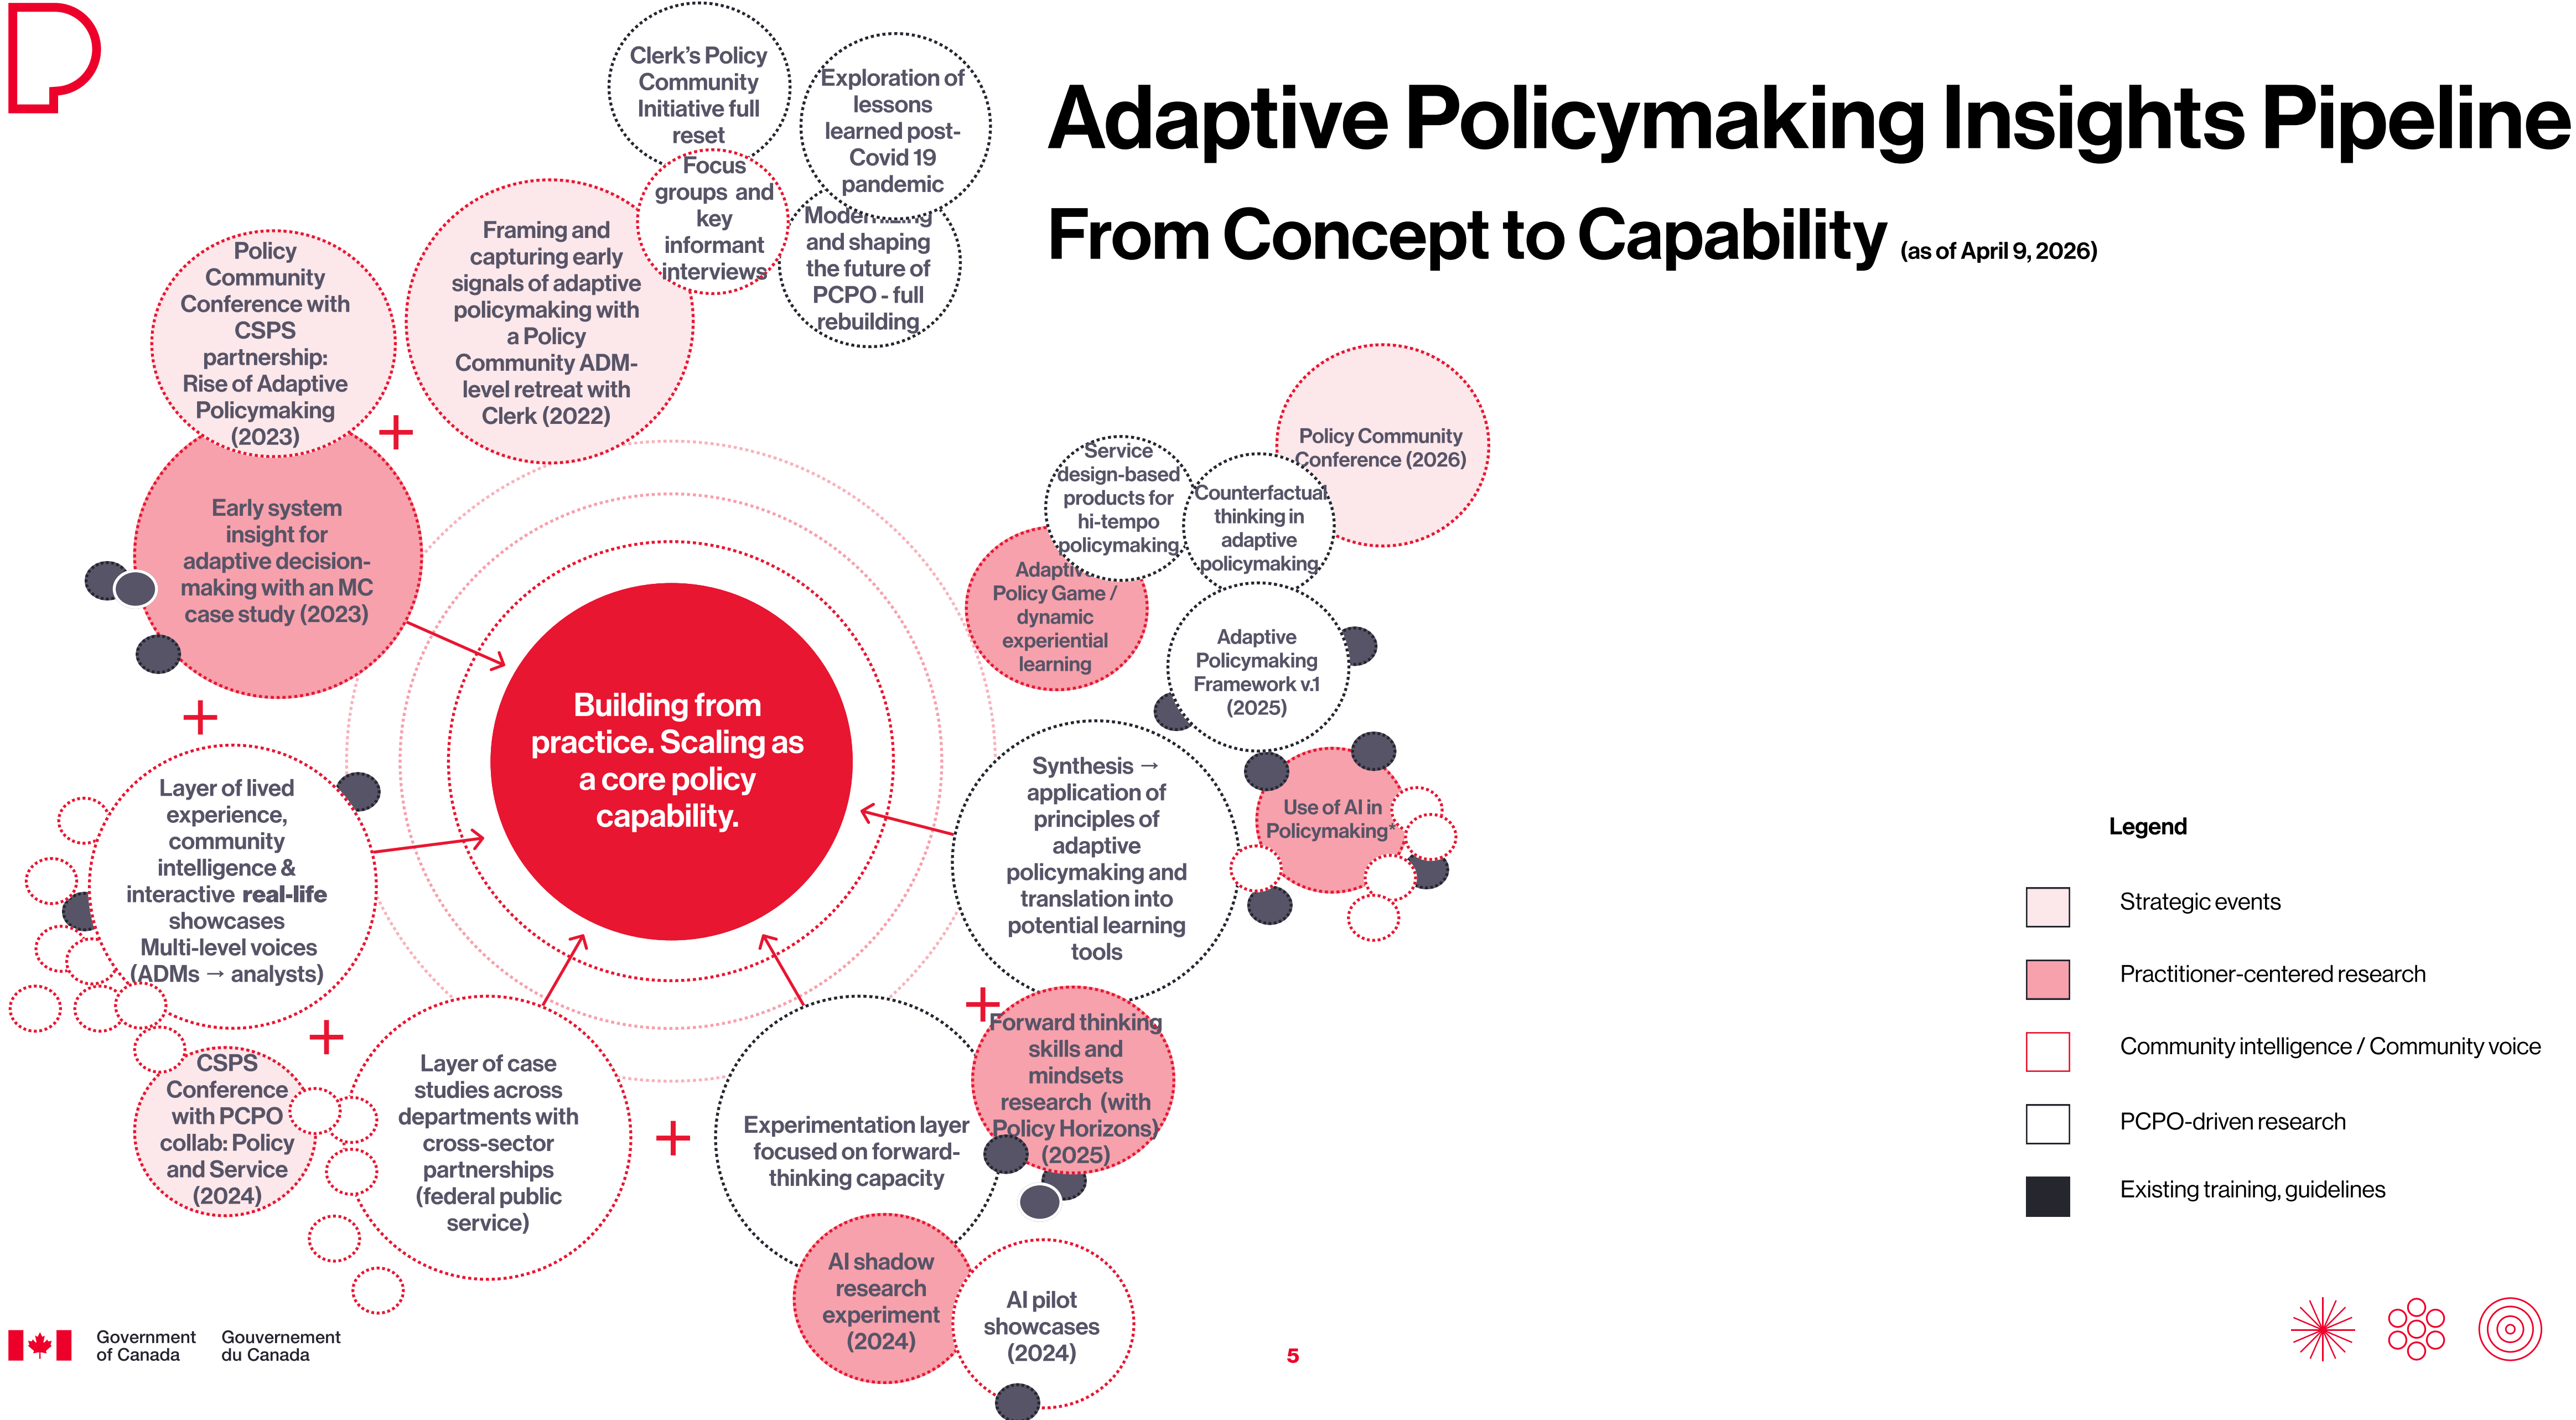 Adaptive Policymaking Insights Pipeline
From Concept to Capability (as of April 9, 2026)
Clerk's Policy
Community
Initiative full
reset
Exploration of
lessons
learned post-
Covid 19
pandemic
Focus
groups and
key
informant
interviews
and shaping
the future of
PCPO - full
rebuilding
Framing and
capturing early
signals of adaptive
policymaking with
a Policy
Community ADM-
level retreat with
Clerk (2022)
Policy
Community
Conference with
CSPS
partnership:
Rise of Adaptive
Policymaking
(2023)
+
Early system
insight for
adaptive decision-
making with an MC
case study (2023)
+
Layer of lived
experience,
community
intelligence &
interactive real-life
showcases
Multi-level voices
(ADMs → analysts)
+
CSPS
Conference
with PCPO
collab: Policy
and Service
(2024)
Layer of case
studies across
departments with
cross-sector
partnerships
(federal public
service)
+
Experimentation layer
focused on forward-
thinking capacity
AI shadow
research
experiment
(2024)
AI pilot
showcases
(2024)
+
Forward thinking
skills and
mindsets
research (with
Policy Horizons)
(2025)
Synthesis →
application of
principles of
adaptive
policymaking and
translation into
potential learning
tools
Building from
practice. Scaling as
a core policy
capability.
Use of AI in
Policymaking*
Adaptive
Policy Game /
dynamic
experiential
learning
Service
design-based
products for
hi-tempo
policymaking
Counterfactual
thinking in
adaptive
policymaking
Adaptive
Policymaking
Framework v.1
(2025)
Policy Community
Conference (2026)
Legend
Strategic events
Practitioner-centered research
Community intelligence / Community voice
PCPO-driven research
Existing training, guidelines
Government
of Canada
Gouvernement
du Canada
5